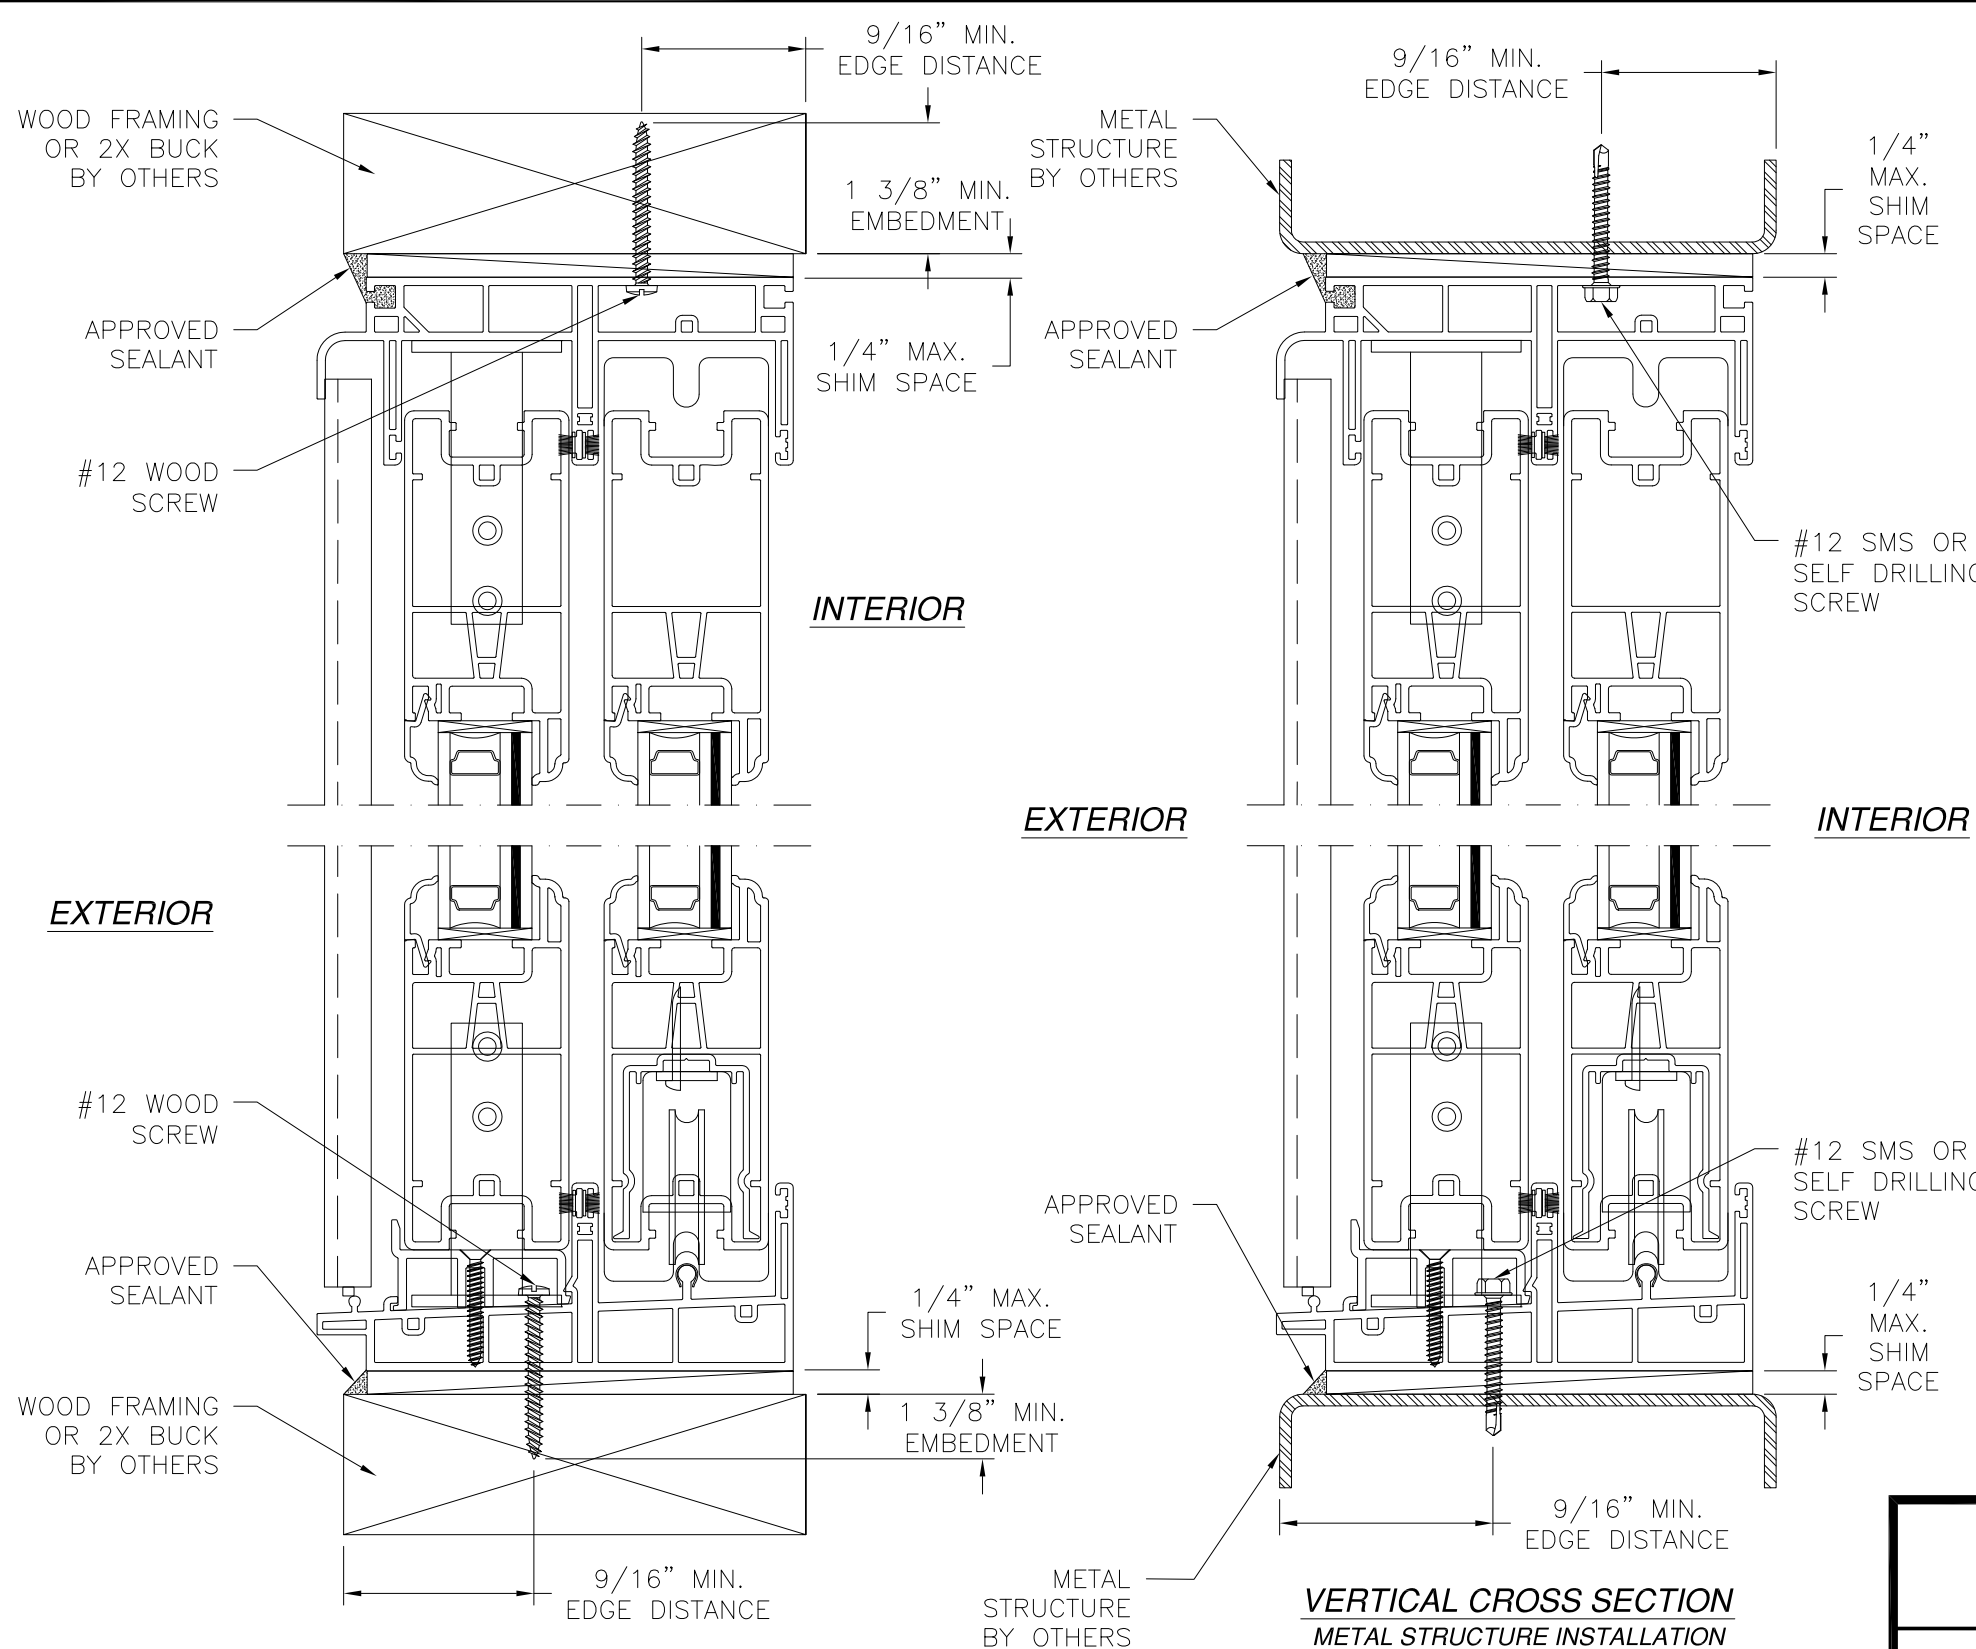 9/16” MIN.
EDGE DISTANCE
WOOD FRAMING
OR 2X BUCK
BY OTHERS
1 3/8” MIN.
EMBEDMENT
APPROVED
SEALANT
1/4” MAX.
SHIM SPACE
#12 WOOD
SCREW
INTERIOR
EXTERIOR
#12 WOOD
SCREW
APPROVED
SEALANT
1/4” MAX.
SHIM SPACE
WOOD FRAMING
OR 2X BUCK
BY OTHERS
1 3/8” MIN.
EMBEDMENT
9/16” MIN.
EDGE DISTANCE
9/16” MIN.
EDGE DISTANCE
METAL
STRUCTURE
BY OTHERS
1/4”
MAX.
SHIM
SPACE
APPROVED
SEALANT
#12 SMS OR
SELF DRILLING
SCREW
EXTERIOR
INTERIOR
#12 SMS OR
SELF DRILLING
SCREW
APPROVED
SEALANT
1/4”
MAX.
SHIM
SPACE
9/16” MIN.
EDGE DISTANCE
METAL
STRUCTURE
BY OTHERS
VERTICAL CROSS SECTION
METAL STRUCTURE INSTALLATION